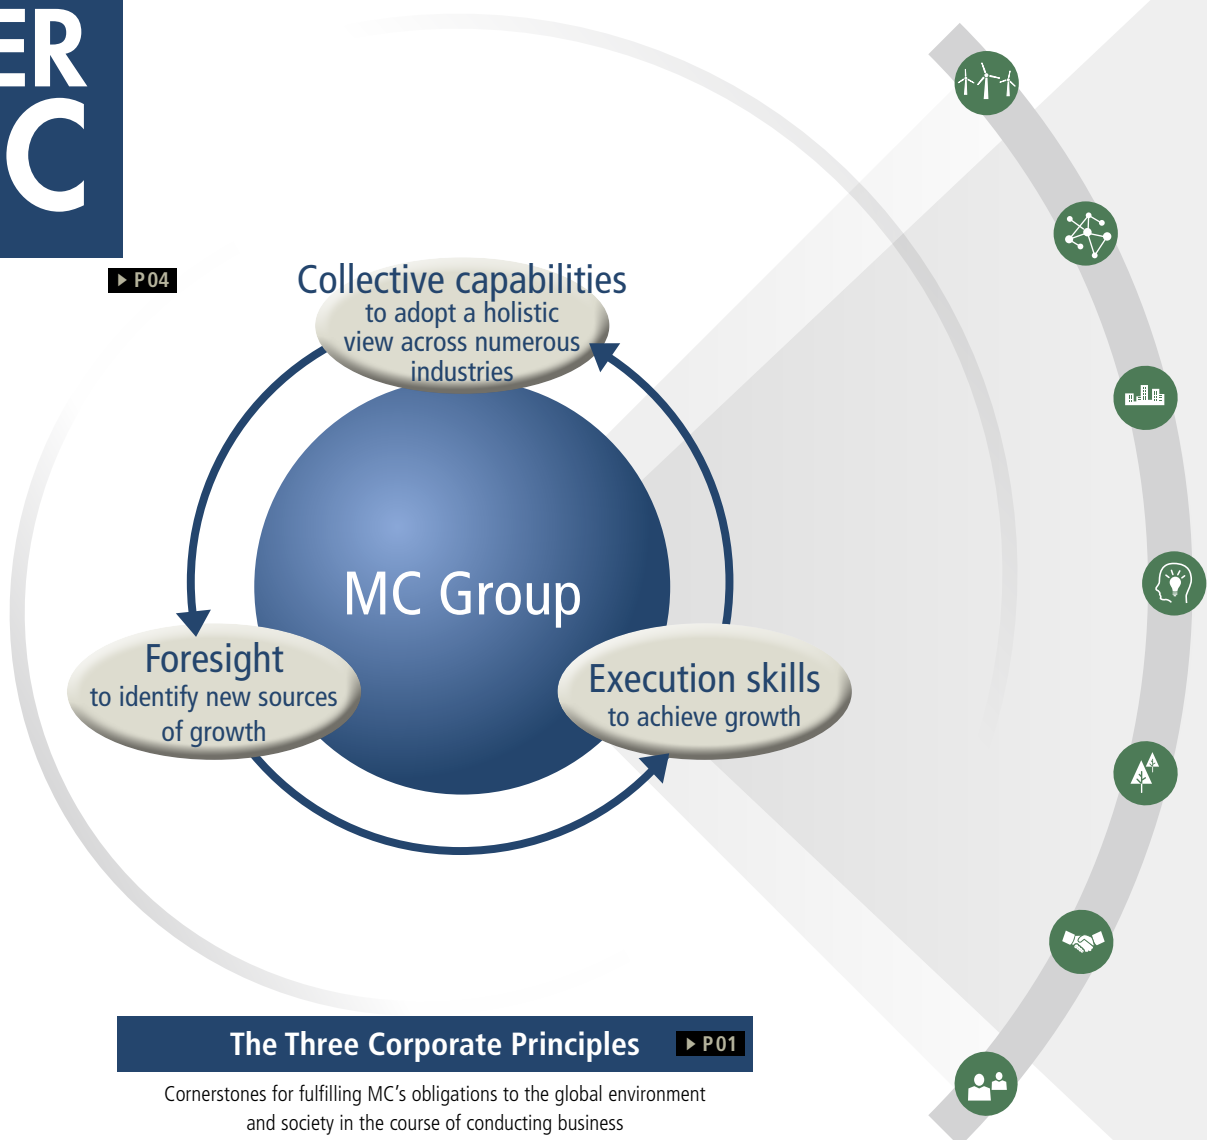 ER
C
P04
Collective capabilities
to adopt a holistic
view across numerous
industries
MC Group
Foresight
to identify new sources
of growth
Execution skills
to achieve growth
The Three Corporate Principles P01
Cornerstones for fulfilling MC’s obligations to the global environment
and society in the course of conducting business